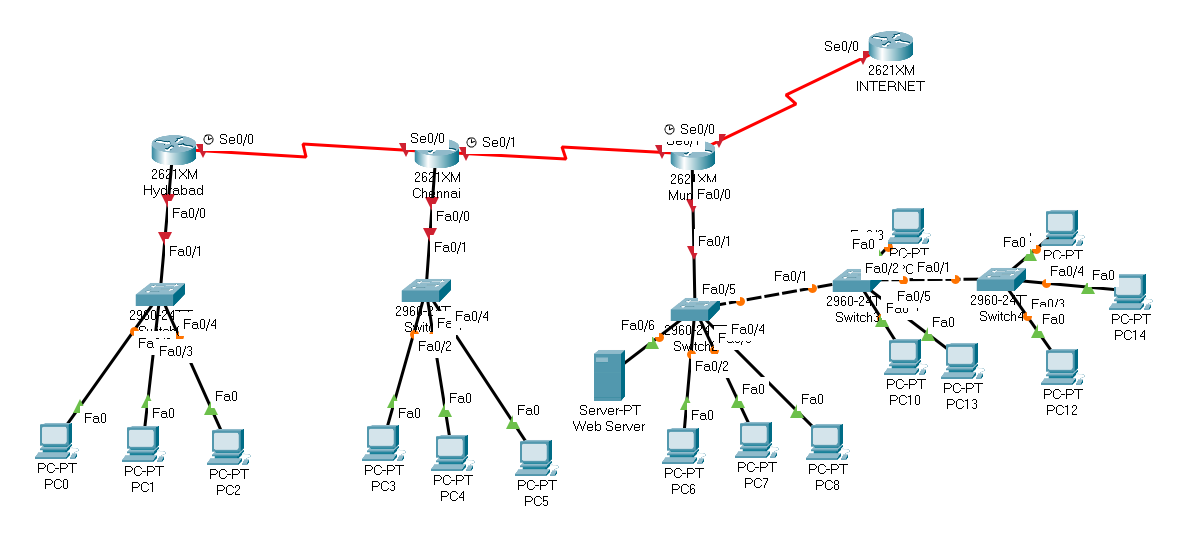 Se0/0
2621XM
INTERNET
Se0/0
2621XM
Hydrabad
Se0/0
Se0/1
2621XM
Chennai
Se0/0
2621XM
Fa0/0
Fa0/1
Fa0/0
Fa0/1
Fa0/0
Fa0/1
Fa0/4
Fa0/3
Fa0
Fa0
Fa0
PC-PT
PC0
PC-PT
PC1
PC-PT
PC2
Fa0/4
Fa0/2
Fa0
Fa0
Fa0
PC-PT
PC3
PC-PT
PC4
PC-PT
PC5
Fa0/5
Fa0/6
Fa0/4
Fa0/2
Server-PT
Web Server
Fa0
Fa0
Fa0
PC-PT
PC6
PC-PT
PC7
PC-PT
PC8
Fa0/1
Fa0
Fa0/2
Fa0/1
2960-24T
Switch3
Fa0/5
Fa0
Fa0
PC-PT
PC10
PC-PT
PC13
Fa0
PC-PT
Fa0/4
Fa0
2960-24T
Switch4
Fa0/3
Fa0
PC-PT
PC14
PC-PT
PC12